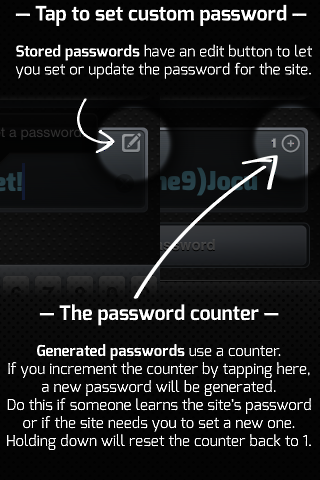 — Tap to set custom password —
Stored passwords have an edit button to let
you set or update the password for the site.
t a password
et!
1
ne9)Jocd
— The password counter —
Generated passwords use a counter.
If you increment the counter by tapping here,
a new password will be generated.
Do this if someone learns the site's password
or if the site needs you to set a new one.
Holding down will reset the counter back to 1.